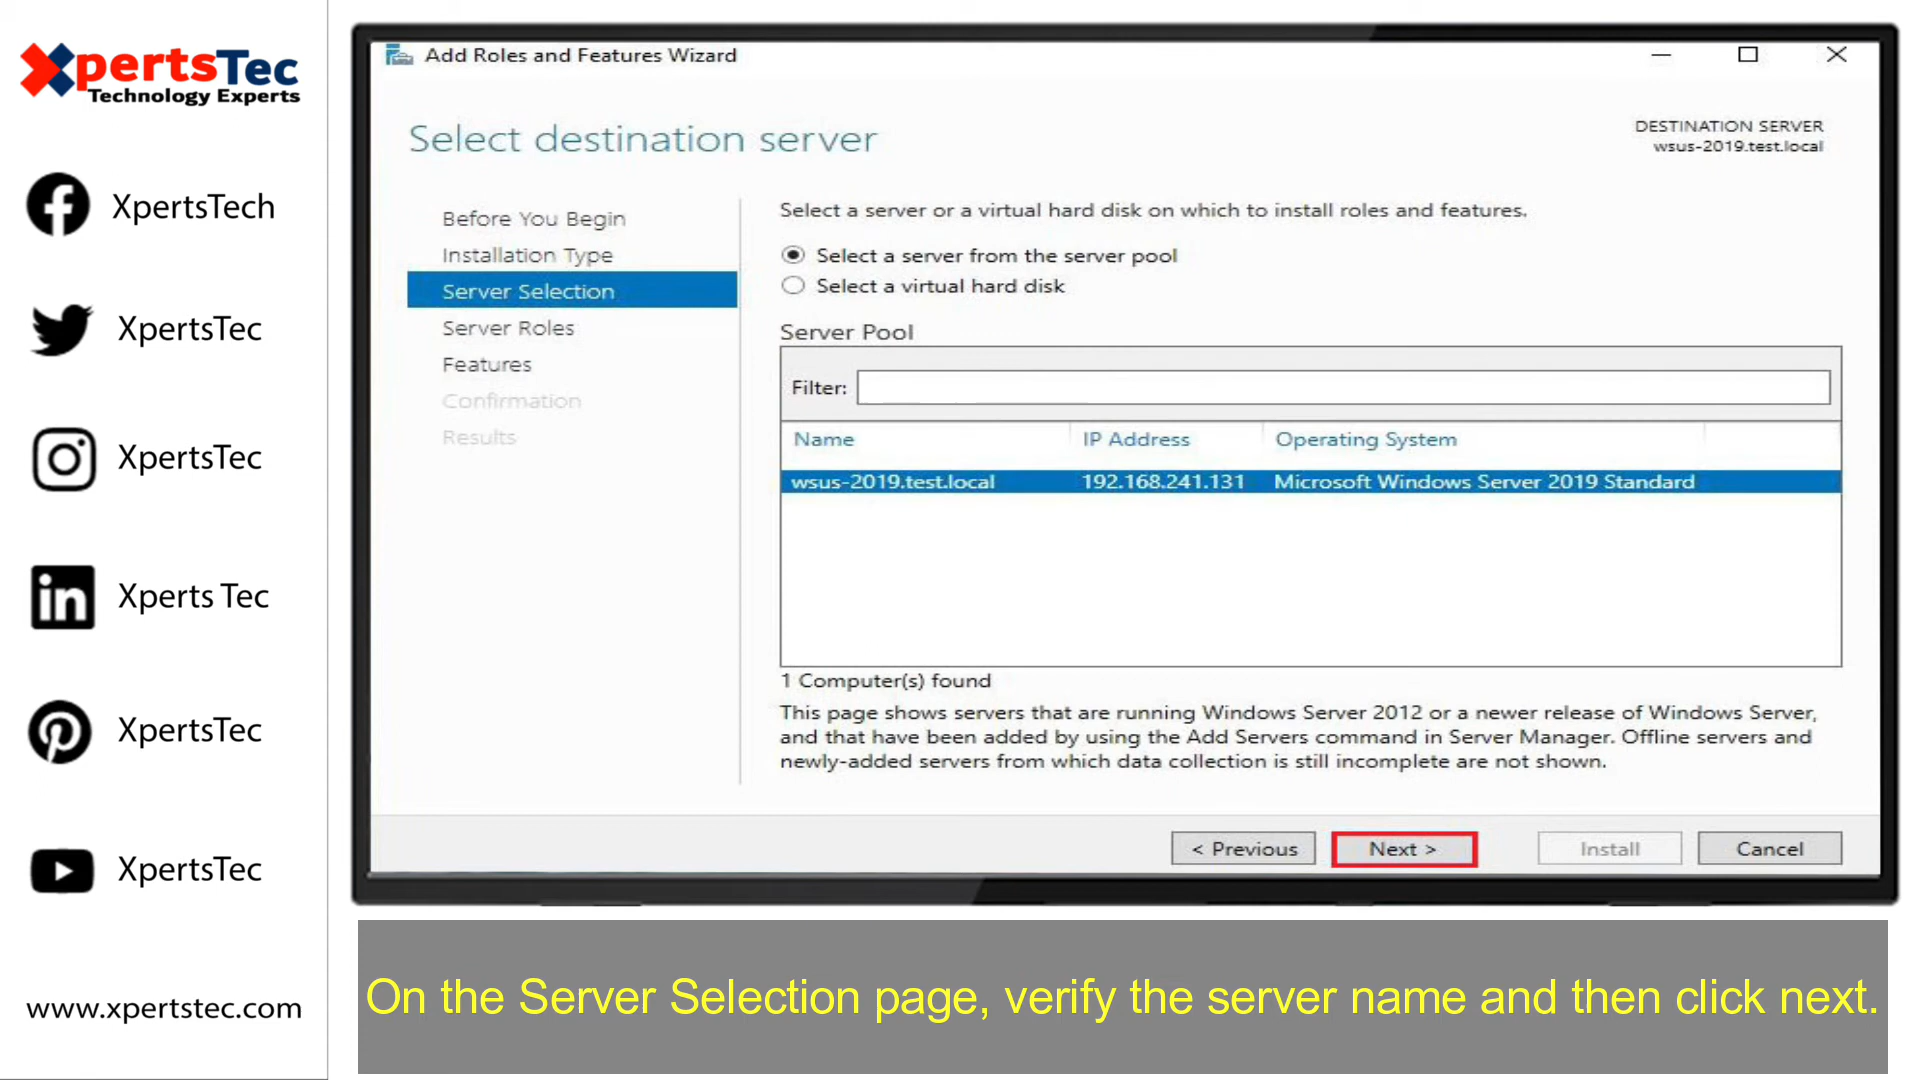 XpertsTec
Technology Experts
XpertsTech
XpertsTec
XpertsTec
Xperts Tec
XpertsTec
XpertsTec
www.xpertstec.com
Add Roles and Features Wizard
Select destination server
DESTINATION SERVER
wsus-2019.test.local
Before You Begin
Installation Type
Server Selection
Server Roles
Features
Confirmation
Results
Select a server or a virtual hard disk on which to install roles and features.
Select a server from the server pool
Select a virtual hard disk
Server Pool
Filter:
Name IP Address Operating System
wsus-2019.test.local 192.168.241.131 Microsoft Windows Server 2019 Standard
1 Computer(s) found
This page shows servers that are running Windows Server 2012 or a newer release of Windows Server,
and that have been added by using the Add Servers command in Server Manager. Offline servers and
newly-added servers from which data collection is still incomplete are not shown.
< Previous Next > Install Cancel
On the Server Selection page, verify the server name and then click next.